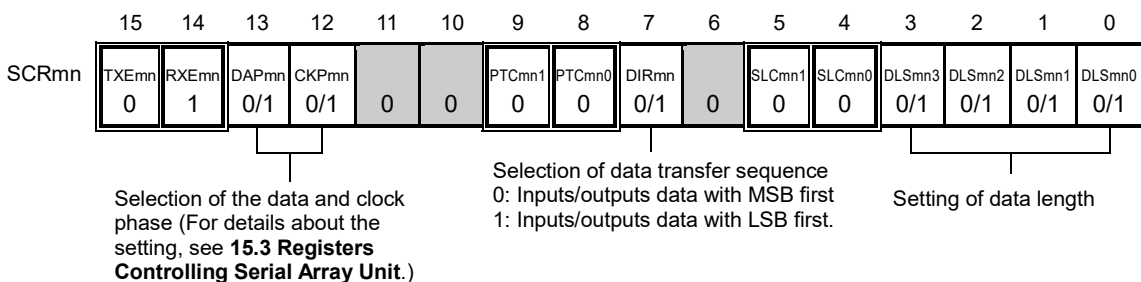 15 14 13 12 11 10 9 8 7 6 5 4 3 2 1 0
SCRmn TXEmn RXEmn DAPmn CKPmn PTCmn1 PTCmn0 DIRmn SLCmn1 SLCmn0 DLSmn3 DLSmn2 DLSmn1 DLSmn0
0 1 0/1 0/1 0 0 0 0 0/1 0 0 0 0/1 0/1 0/1 0/1
Selection of the data and clock
phase (For details about the
setting, see 15.3 Registers
Controlling Serial Array Unit.)
Selection of data transfer sequence
0: Inputs/outputs data with MSB first
1: Inputs/outputs data with LSB first.
Setting of data length